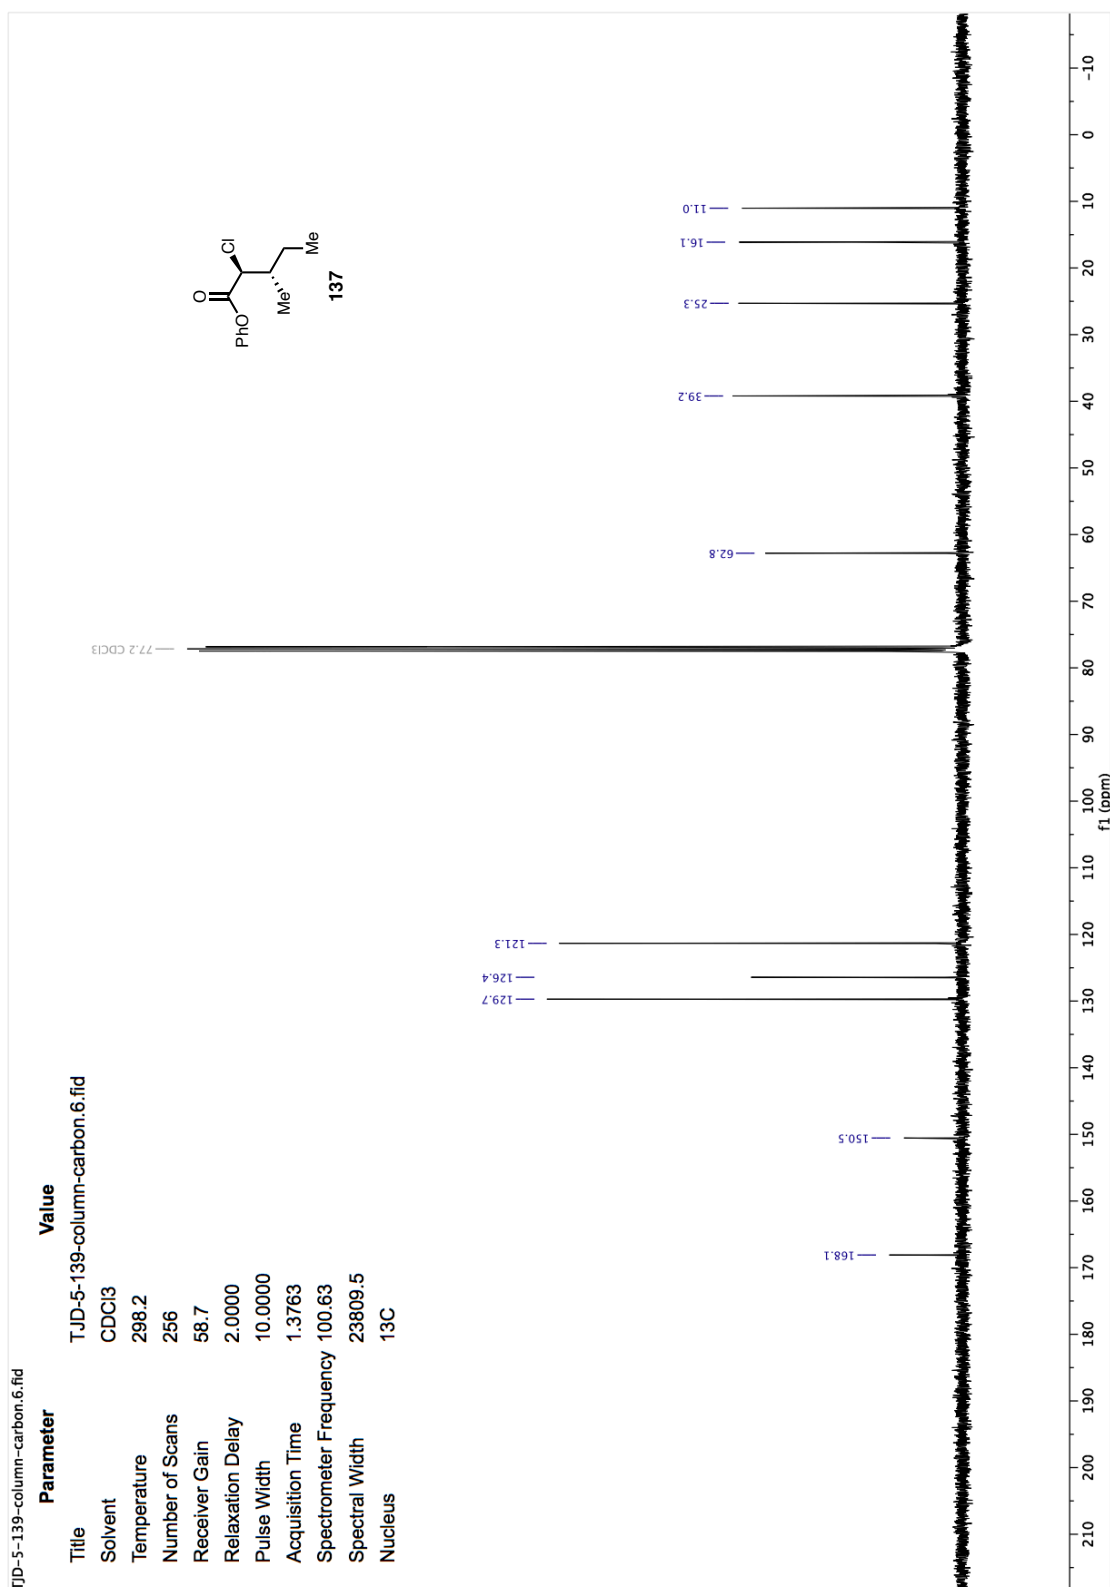 TJD-5-139-column-carbon.6.fid
Parameter Value
Title TJD-5-139-column-carbon.6.fid
Solvent CDCl3
Temperature 298.2
Number of Scans 256
Receiver Gain 58.7
Relaxation Delay 2.0000
Pulse Width 10.0000
Acquisition Time 1.3763
Spectrometer Frequency 100.63
Spectral Width 23809.5
Nucleus 13C
O
Cl
PhO
Me
Me
137
168.1
150.5
129.7
126.4
121.3
77.2 CDCl3
62.8
39.2
25.3
16.1
11.0
210 200 190 180 170 160 150 140 130 120 110 100 90 80 70 60 50 40 30 20 10 0 -10
f1 (ppm)